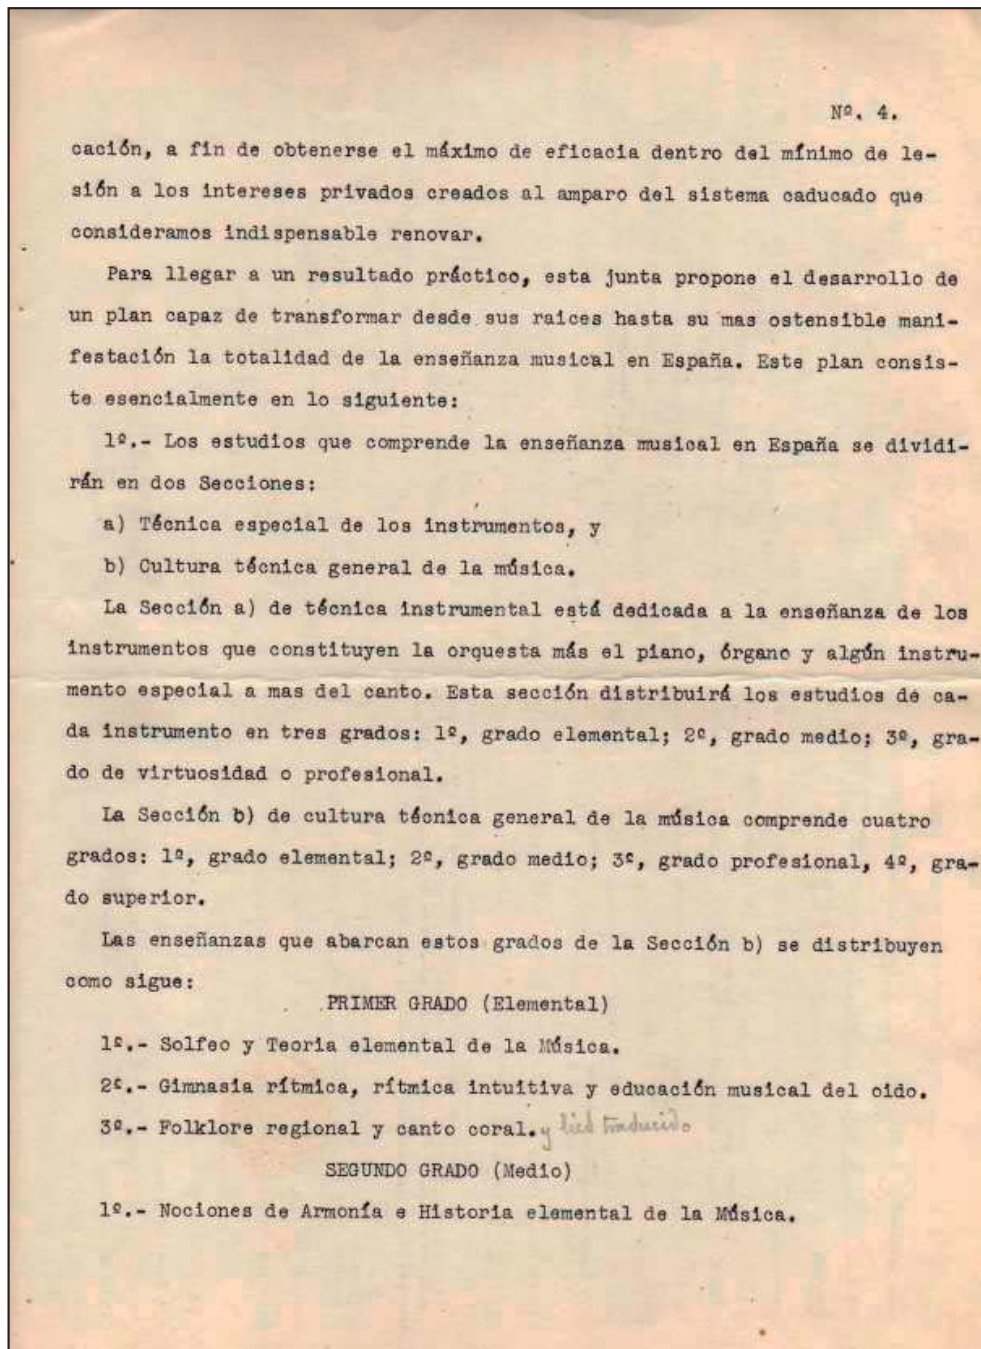 Nº. 4.
cación, a fin de obtenerse el máximo de eficacia dentro del mínimo de le-
sión a los intereses privados creados al amparo del sistema caducado que
consideramos indispensable renovar.
Para llegar a un resultado práctico, esta junta propone el desarrollo de
un plan capaz de transformar desde sus raices hasta su mas ostensible mani-
festación la totalidad de la enseñanza musical en España. Este plan consis-
te esencialmente en lo siguiente:
1º.- Los estudios que comprende la enseñanza musical en España se dividi-
rán en dos Secciones:
a) Técnica especial de los instrumentos, y
b) Cultura técnica general de la música.
La Sección a) de técnica instrumental está dedicada a la enseñanza de los
instrumentos que constituyen la orquesta más el piano, órgano y algún instru-
mento especial a mas del canto. Esta sección distribuirá los estudios de ca-
da instrumento en tres grados: 1º, grado elemental; 2º, grado medio; 3º, gra-
do de virtuosidad o profesional.
La Sección b) de cultura técnica general de la música comprende cuatro
grados: 1º, grado elemental; 2º, grado medio; 3º, grado profesional, 4º, gra-
do superior.
Las enseñanzas que abarcan estos grados de la Sección b) se distribuyen
como sigue:
PRIMER GRADO (Elemental)
1º.- Solfeo y Teoria elemental de la Música.
2º.- Gimnasia rítmica, rítmica intuitiva y educación musical del oido.
3º.- Folklore regional y canto coral. y lied traducido
SEGUNDO GRADO (Medio)
1º.- Nociones de Armonía e Historia elemental de la Música.